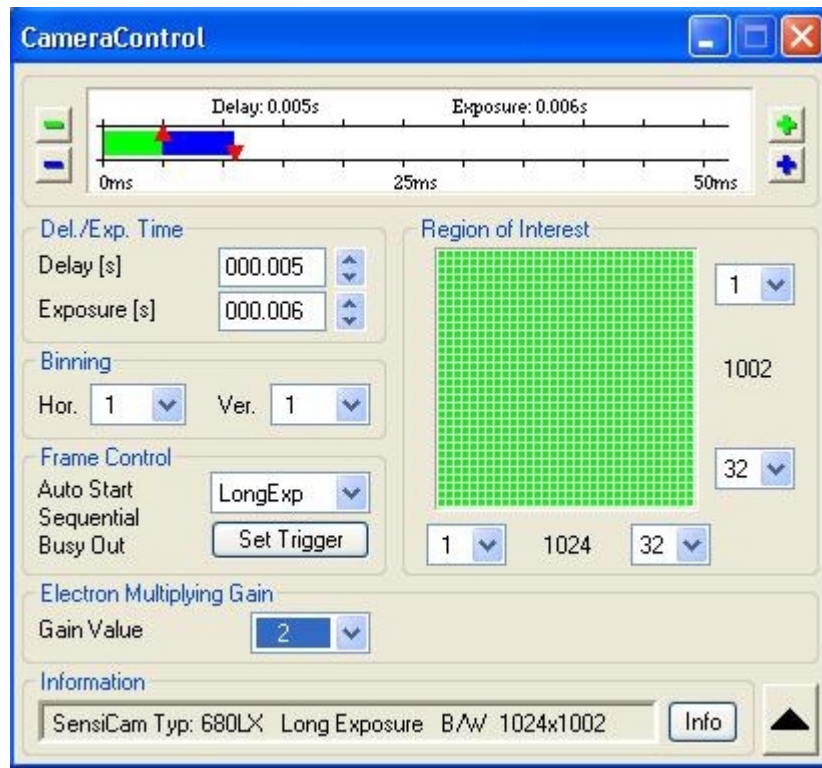 CameraControl
Delay: 0.005s Exposure: 0.006s
0ms 25ms 50ms
Del./Exp. Time
Delay [s] 000.005
Exposure [s] 000.006
Binning
Hor. 1 Ver. 1
Frame Control
Auto Start
Sequential
Busy Out
LongExp
Set Trigger
Region of Interest
1
1002
32
1 1024 32
Electron Multiplying Gain
Gain Value 2
Information
SensiCam Typ: 680LX Long Exposure B/W 1024x1002 Info